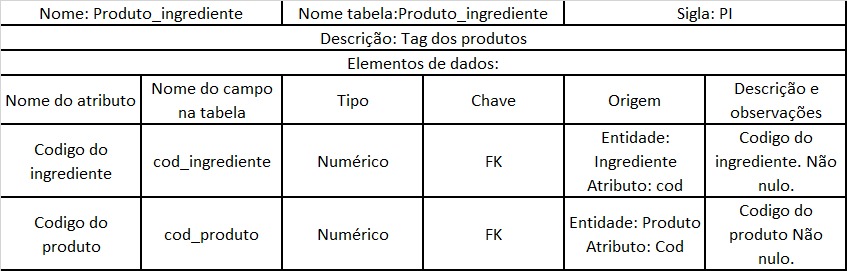 Nome: Produto_ingrediente Nome tabela:Produto_ingrediente Sigla: PI
Descrição: Tag dos produtos
Elementos de dados:
Nome do atributo
Nome do campo
na tabela
Tipo
Chave
Origem
Descrição e
observações
Codigo do
ingrediente
cod_ingrediente
Numérico
FK
Entidade:
Ingrediente
Atributo: cod
Codigo do
ingrediente. Não
nulo.
Codigo do
produto
cod_produto
Numérico
FK
Entidade: Produto
Atributo: Cod
Codigo do
produto Não
nulo.